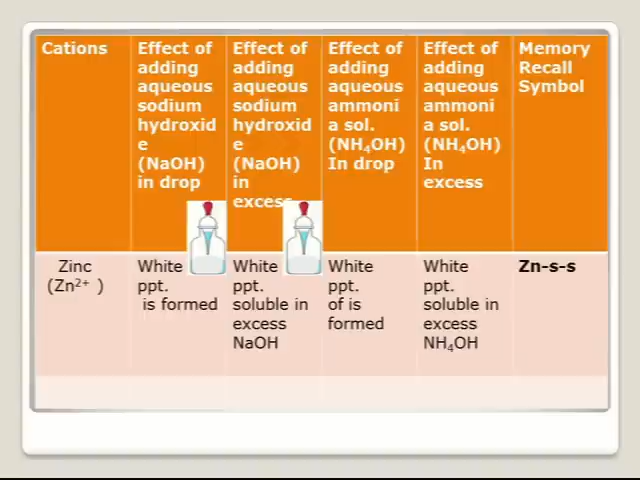 Cations
Effect of
adding
aqueous
sodium
hydroxid
e
(NaOH)
in drop
Effect of
adding
aqueous
sodium
hydroxid
e
(NaOH)
in
excess
Effect of
adding
aqueous
ammoni
a sol.
(NH₄OH)
In drop
Effect of
adding
aqueous
ammoni
a sol.
(NH₄OH)
In
excess
Memory
Recall
Symbol
Zinc
(Zn²⁺ )
White
ppt.
is formed
White
ppt.
soluble in
excess
NaOH
White
ppt.
of is
formed
White
ppt.
soluble in
excess
NH₄OH
Zn-s-s